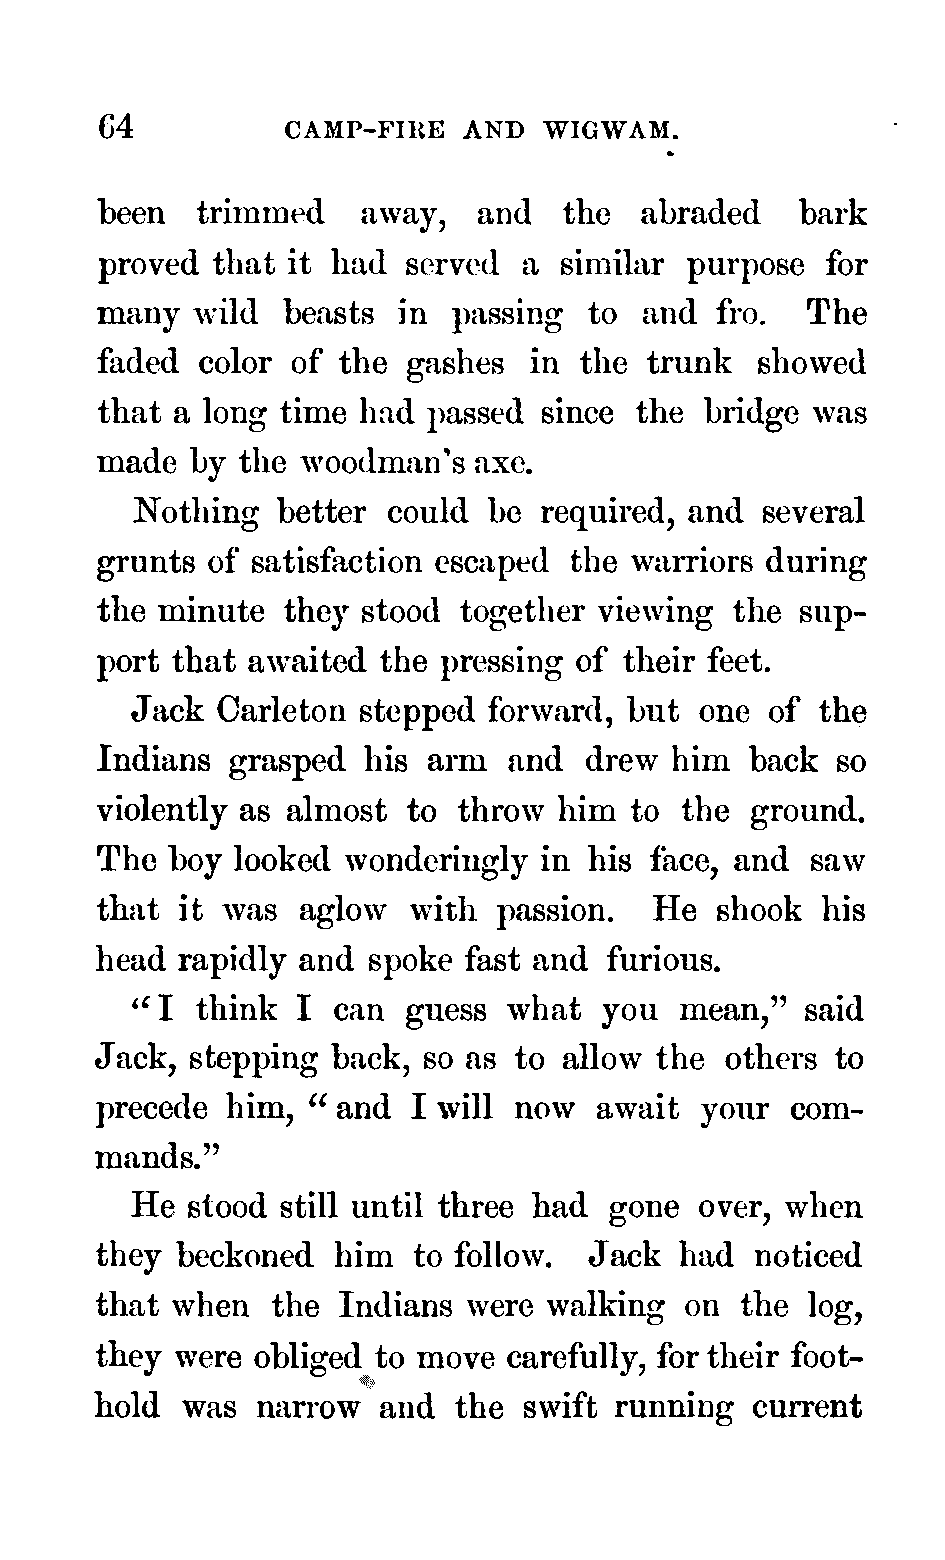 64 CAMP-FIRE AND WIGWAM.
been trimmed away, and the abraded bark
proved that it had served a similar purpose for
many wild beasts in passing to and fro. The
faded color of the gashes in the trunk showed
that a long time had passed since the bridge was
made by the woodman's axe.
Nothing better could be required, and several
grunts of satisfaction escaped the warriors during
the minute they stood together viewing the sup-
port that awaited the pressing of their feet.
Jack Carleton stepped forward, but one of the
Indians grasped his arm and drew him back so
violently as almost to throw him to the ground.
The boy looked wonderingly in his face, and saw
that it was aglow with passion. He shook his
head rapidly and spoke fast and furious.
"I think I can guess what you mean," said
Jack, stepping back, so as to allow the others to
precede him, "and I will now await your com-
mands."
He stood still until three had gone over, when
they beckoned him to follow. Jack had noticed
that when the Indians were walking on the log,
they were obliged to move carefully, for their foot-
hold was narrow and the swift running current